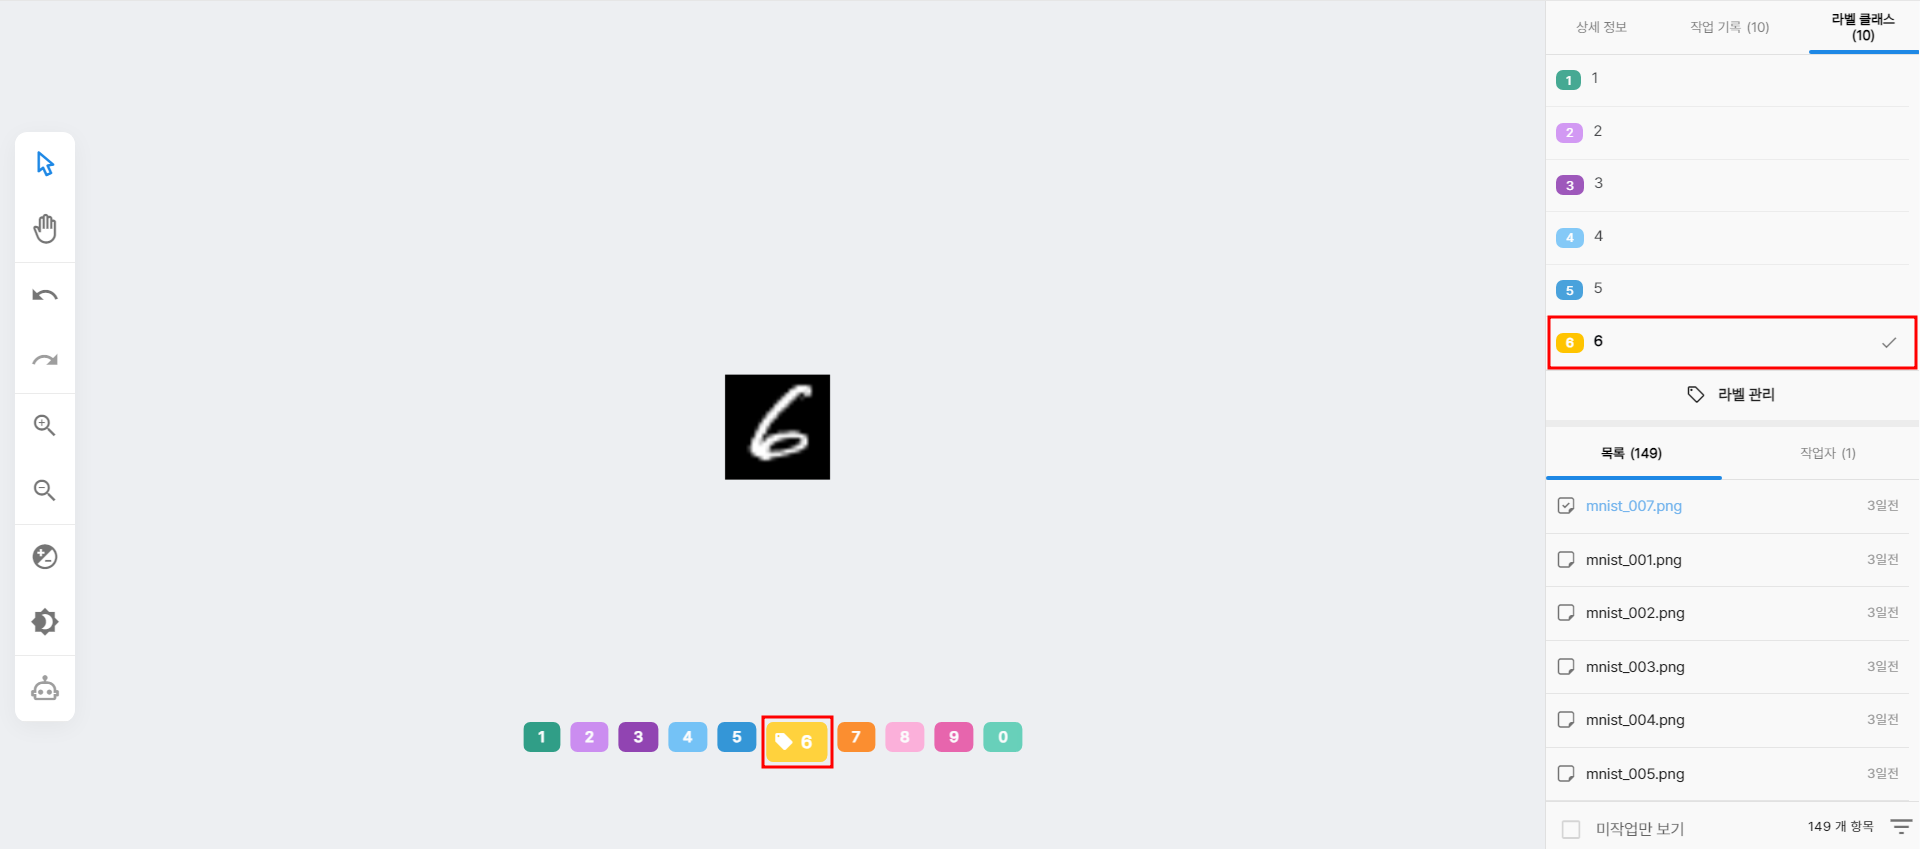 상세 정보
작업 기록 (10)
라벨 클래스
(10)
1 1
2 2
3 3
4 4
5 5
6 6
라벨 관리
목록 (149)
작업자 (1)
mnist_007.png 3일전
mnist_001.png 3일전
mnist_002.png 3일전
mnist_003.png 3일전
mnist_004.png 3일전
mnist_005.png 3일전
미작업만 보기 149 개 항목
6
1 2 3 4 5 6 7 8 9 0